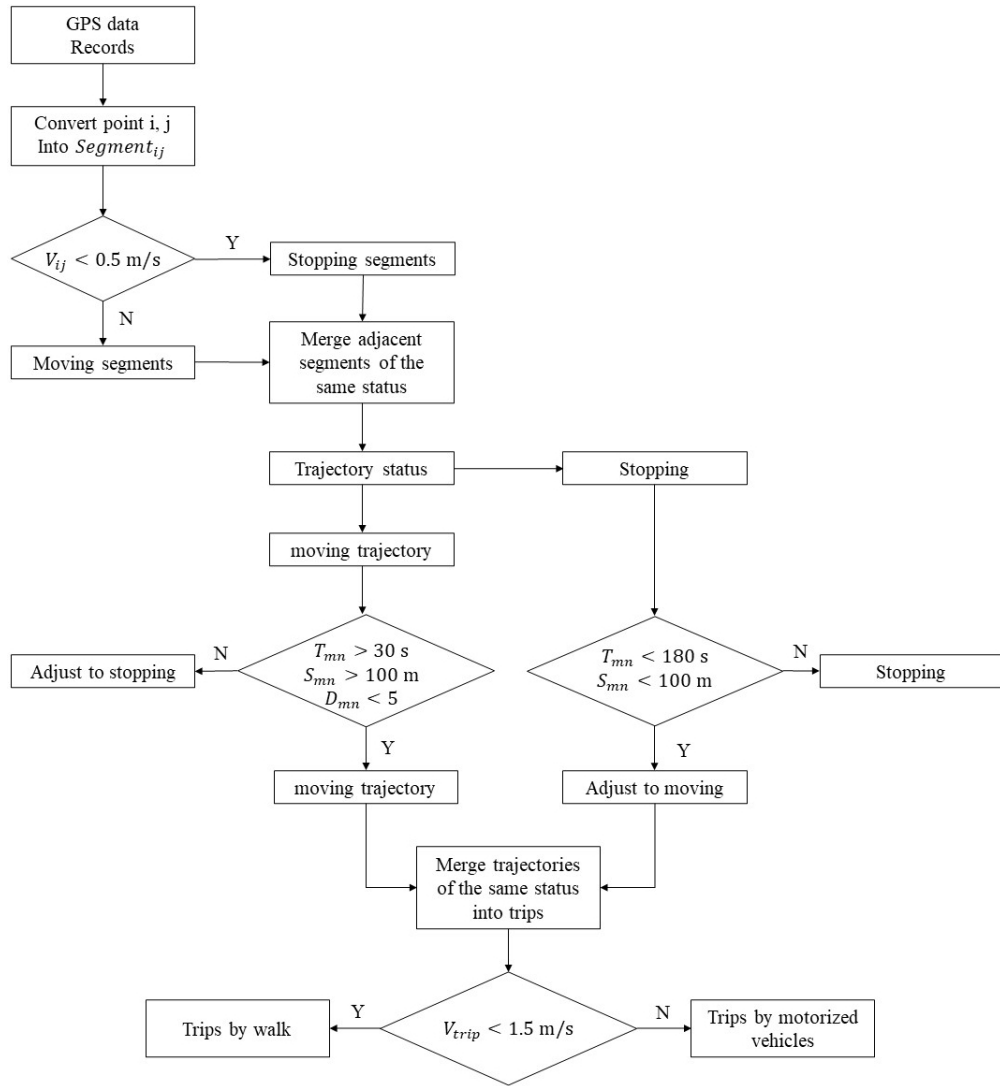 GPS data
Records
Convert point i, j
Into Segment_ij
V_ij < 0.5 m/s
Y
Stopping segments
N
Moving segments
Merge adjacent
segments of the
same status
Trajectory status
Stopping
moving trajectory
T_mn > 30 s
S_mn > 100 m
D_mn < 5
N
Adjust to stopping
Y
T_mn < 180 s
S_mn < 100 m
N
Stopping
Y
moving trajectory
Adjust to moving
Merge trajectories
of the same status
into trips
V_trip < 1.5 m/s
Y
Trips by walk
N
Trips by motorized
vehicles